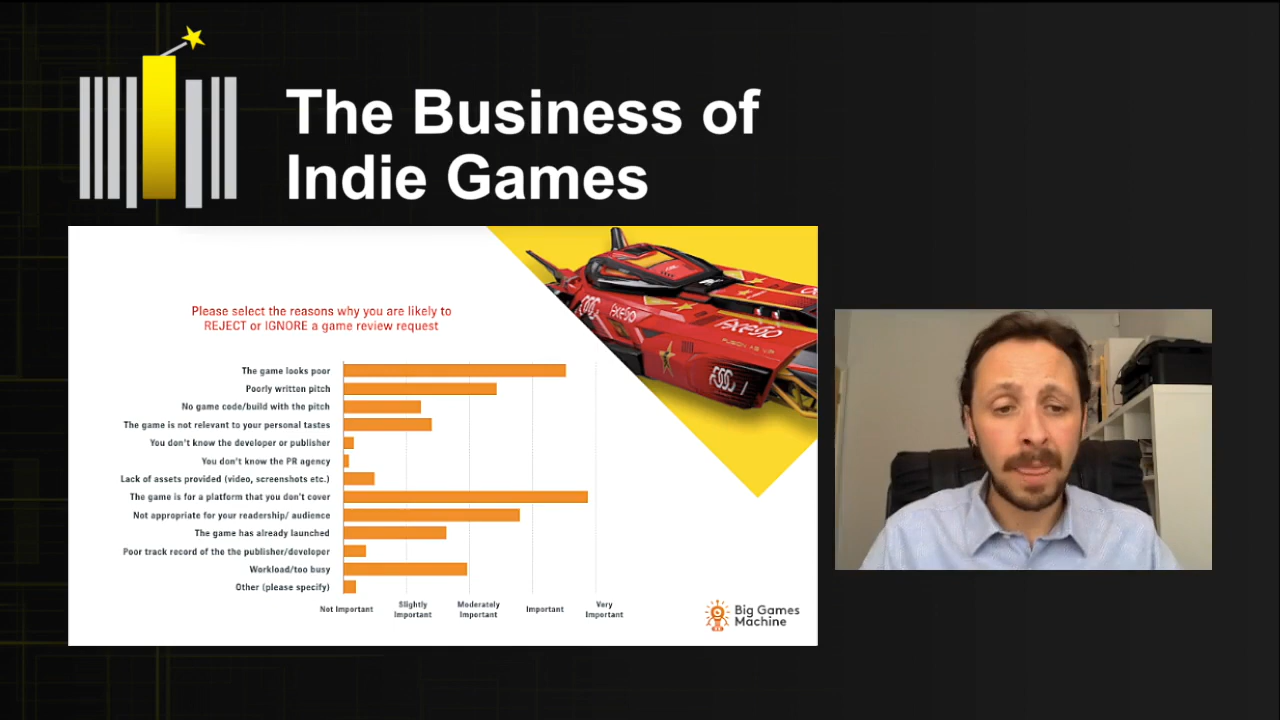 The Business of
Indie Games
Please select the reasons why you are likely to
REJECT or IGNORE a game review request
The game looks poor
Poorly written pitch
No game code/build with the pitch
The game is not relevant to your personal tastes
You don't know the developer or publisher
You don't know the PR agency
Lack of assets provided (video, screenshots etc.)
The game is for a platform that you don't cover
Not appropriate for your readership/ audience
The game has already launched
Poor track record of the the publisher/developer
Workload/too busy
Other (please specify)
Not Important
Slightly
Important
Moderately
Important
Important
Very
Important
Big Games
Machine